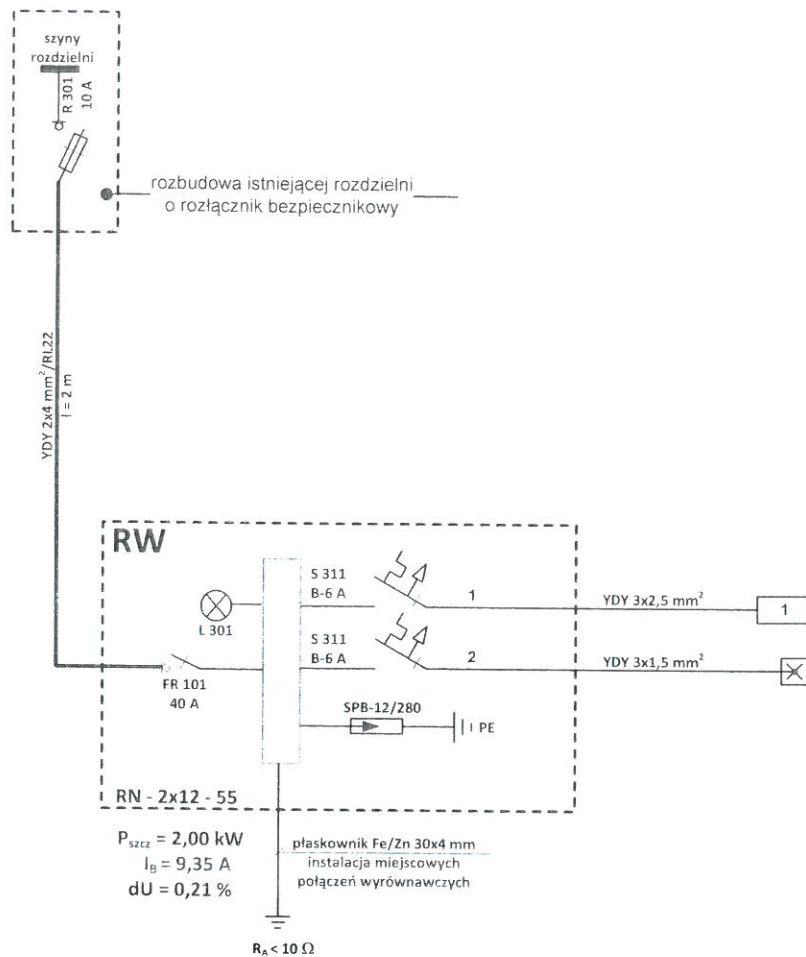 szyny
rozdzielni
R 301
10 A
rozbudowa istniejącej rozdzielni
o rozłącznik bezpiecznikowy
YDY 2x4 mm²/RL22
l = 2 m
RW
S 311
B-6 A
1
YDY 3x2,5 mm²
1
L 301
S 311
B-6 A
2
YDY 3x1,5 mm²
FR 101
40 A
SPB-12/280
PE
RN - 2x12 - 55
Pszcz = 2,00 kW
IB = 9,35 A
dU = 0,21 %
płaskownik Fe/Zn 30x4 mm
instalacja miejscowych
połączeń wyrównawczych
RA < 10 Ω